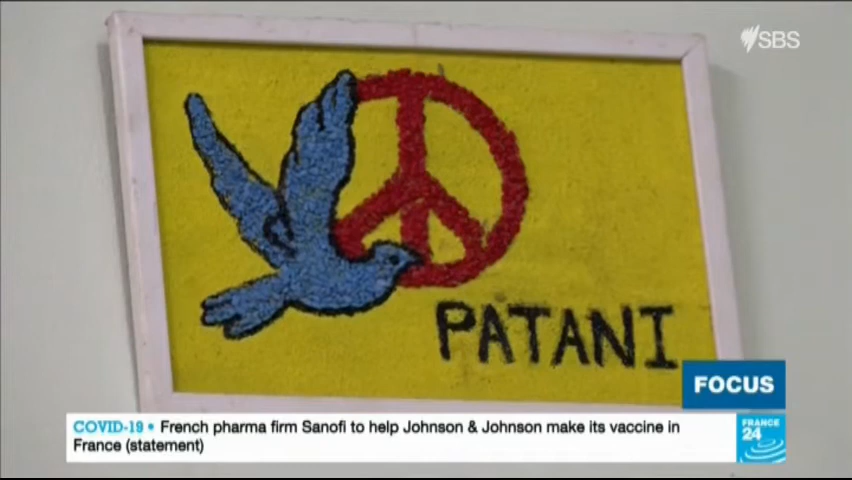 SBS
PATANI
FOCUS
COVID-19 • French pharma firm Sanofi to help Johnson & Johnson make its vaccine in
France (statement)
FRANCE
24